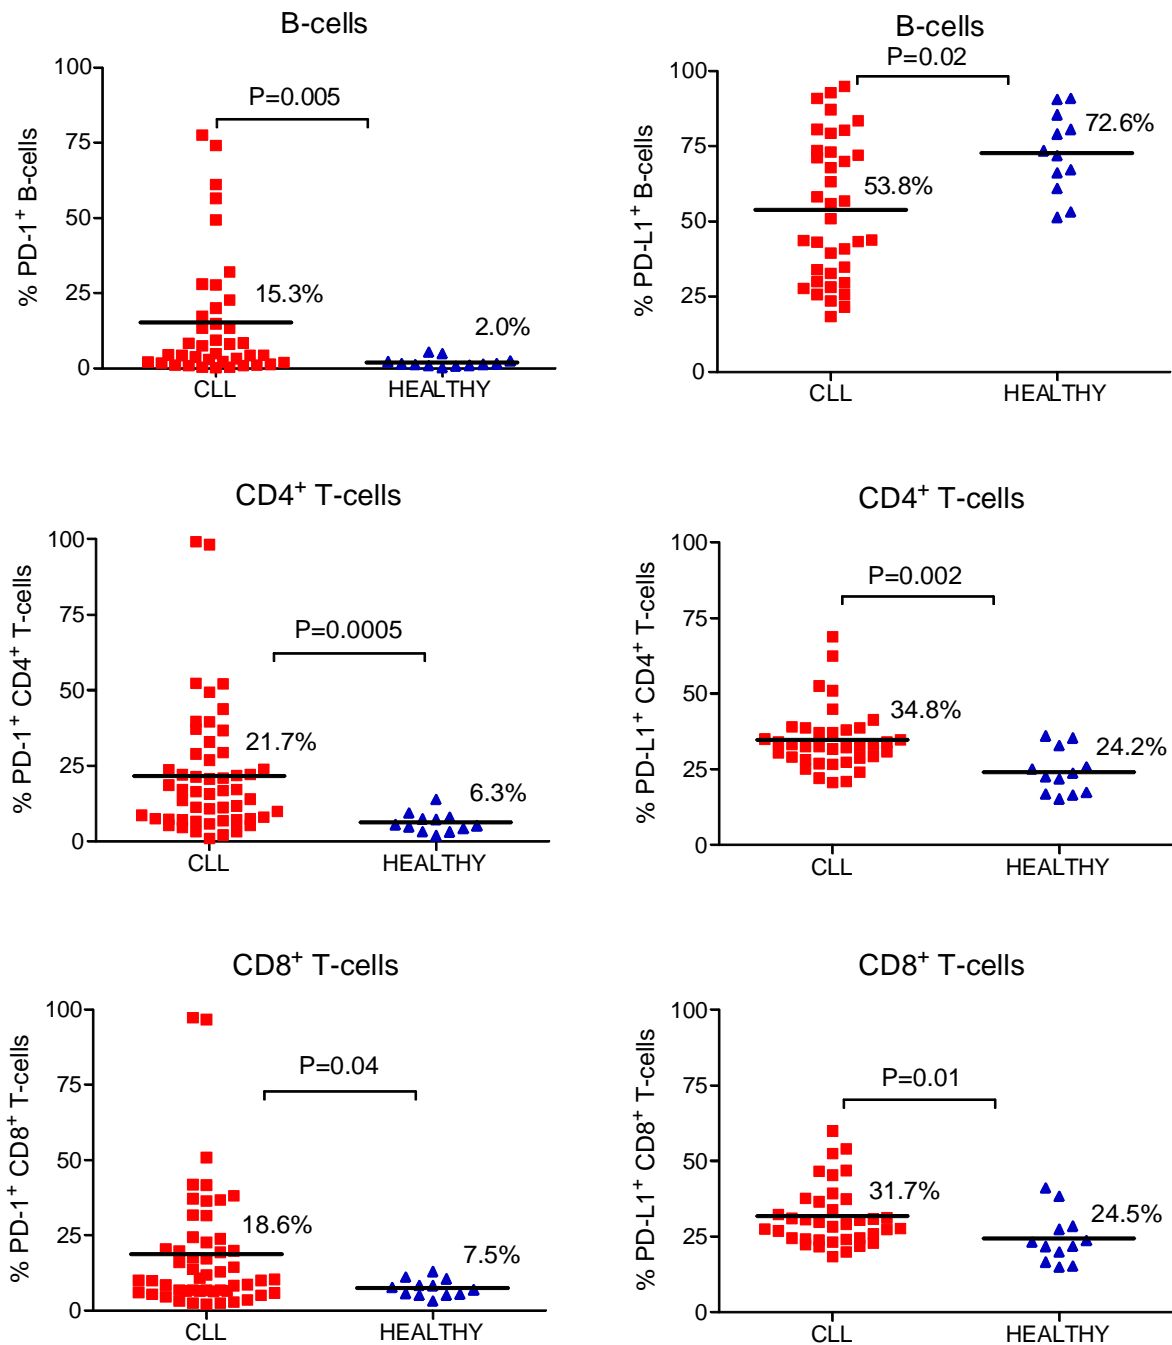 B-cells
% PD-1⁺ B-cells
100
75
50
25
0
P=0.005
15.3%
2.0%
CLL
HEALTHY
B-cells
% PD-L1⁺ B-cells
100
75
50
25
0
P=0.02
53.8%
72.6%
CLL
HEALTHY
CD4⁺ T-cells
% PD-1⁺ CD4⁺ T-cells
100
75
50
25
0
P=0.0005
21.7%
6.3%
CLL
HEALTHY
CD4⁺ T-cells
% PD-L1⁺ CD4⁺ T-cells
100
75
50
25
0
P=0.002
34.8%
24.2%
CLL
HEALTHY
CD8⁺ T-cells
% PD-1⁺ CD8⁺ T-cells
100
75
50
25
0
P=0.04
18.6%
7.5%
CLL
HEALTHY
CD8⁺ T-cells
% PD-L1⁺ CD8⁺ T-cells
100
75
50
25
0
P=0.01
31.7%
24.5%
CLL
HEALTHY